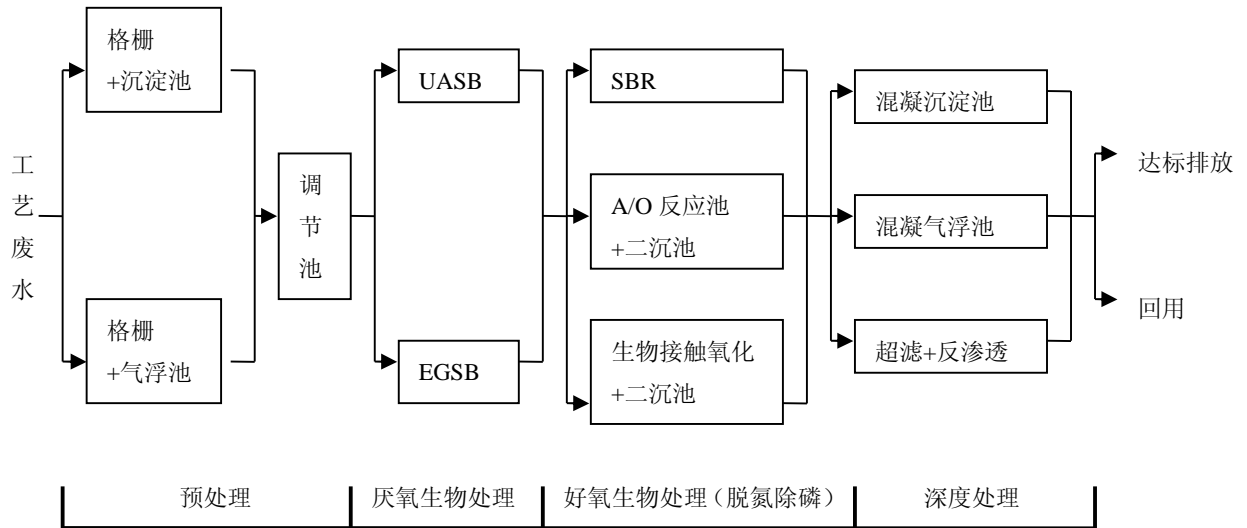 工艺废水
格栅
+沉淀池
格栅
+气浮池
调节池
UASB
EGSB
SBR
A/O 反应池
+二沉池
生物接触氧化
+二沉池
混凝沉淀池
混凝气浮池
超滤+反渗透
达标排放
回用
预处理
厌氧生物处理
好氧生物处理（脱氮除磷）
深度处理